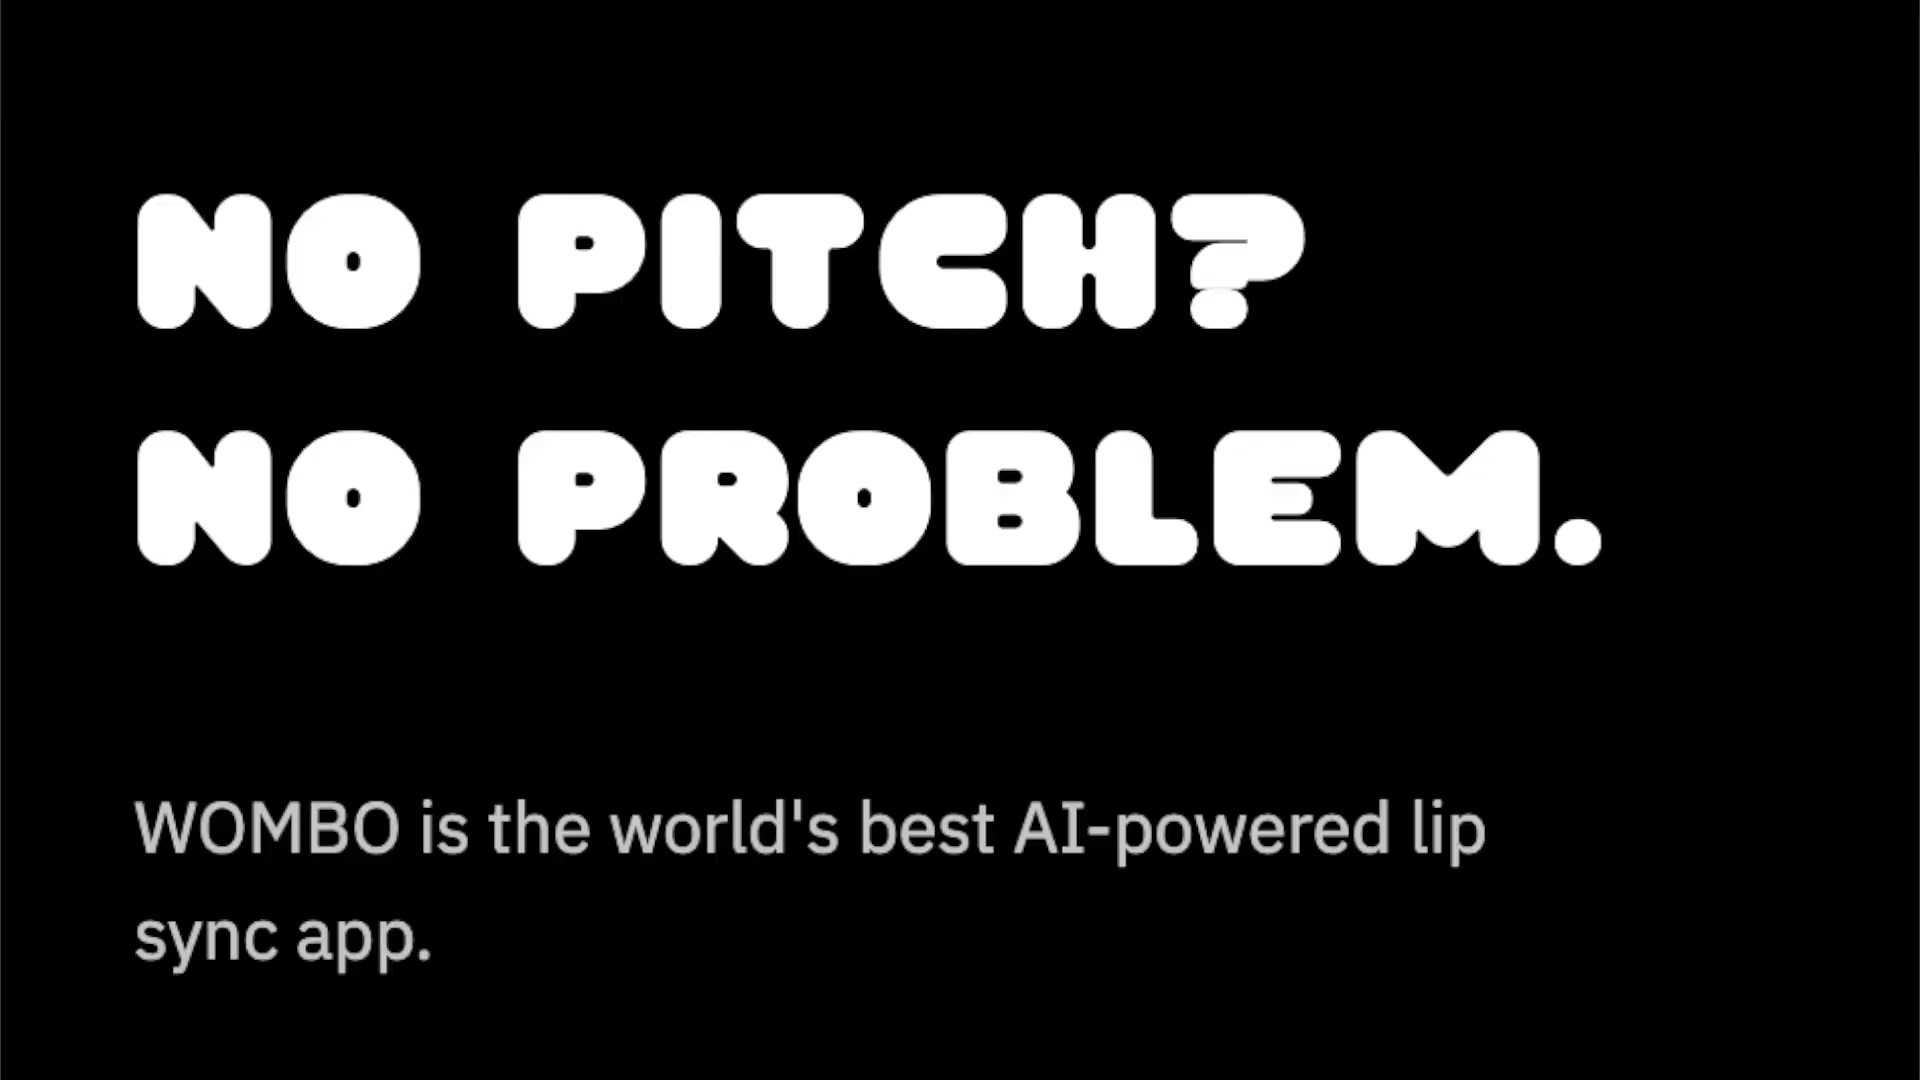 NO PITCH?
NO PROBLEM.
WOMBO is the world's best AI-powered lip
sync app.